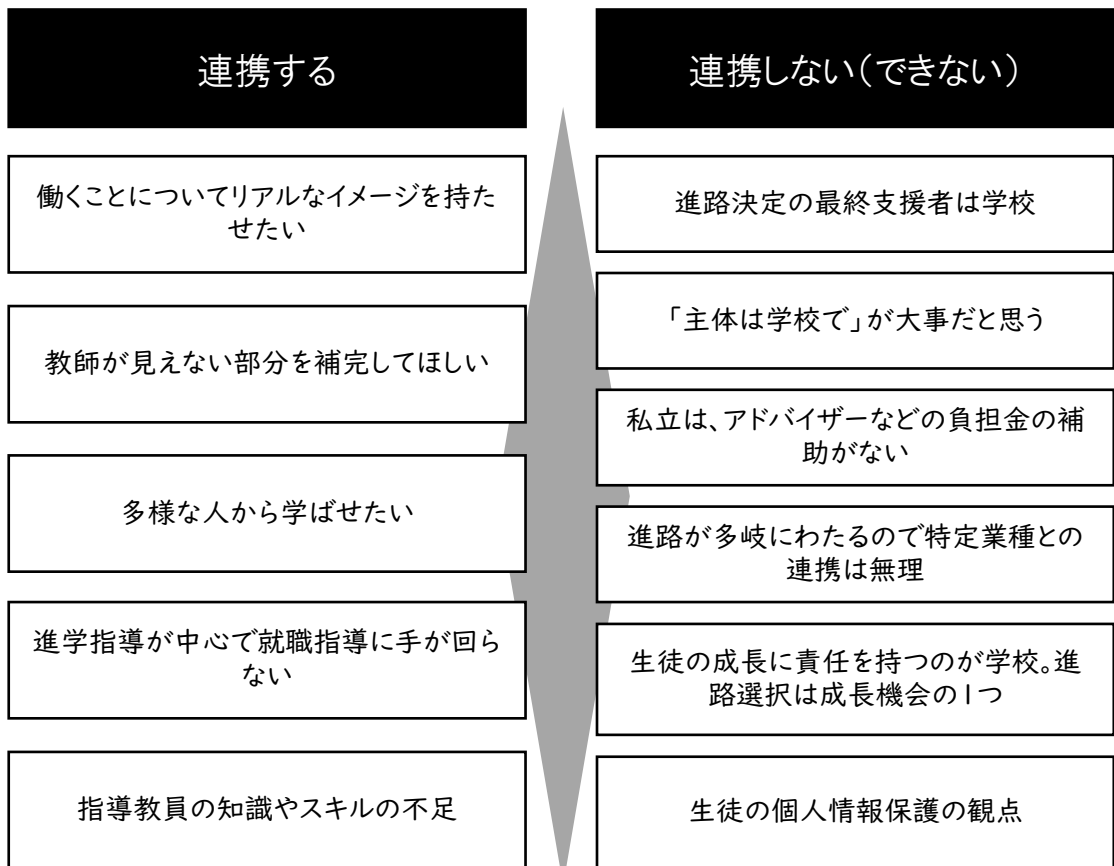 連携する
働くことについてリアルなイメージを持た
せたい
教師が見えない部分を補完してほしい
多様な人から学ばせたい
進学指導が中心で就職指導に手が回ら
ない
指導教員の知識やスキルの不足
連携しない（できない）
進路決定の最終支援者は学校
「主体は学校で」が大事だと思う
私立は、アドバイザーなどの負担金の補
助がない
進路が多岐にわたるので特定業種との
連携は無理
生徒の成長に責任を持つのが学校。進
路選択は成長機会の1つ
生徒の個人情報保護の観点